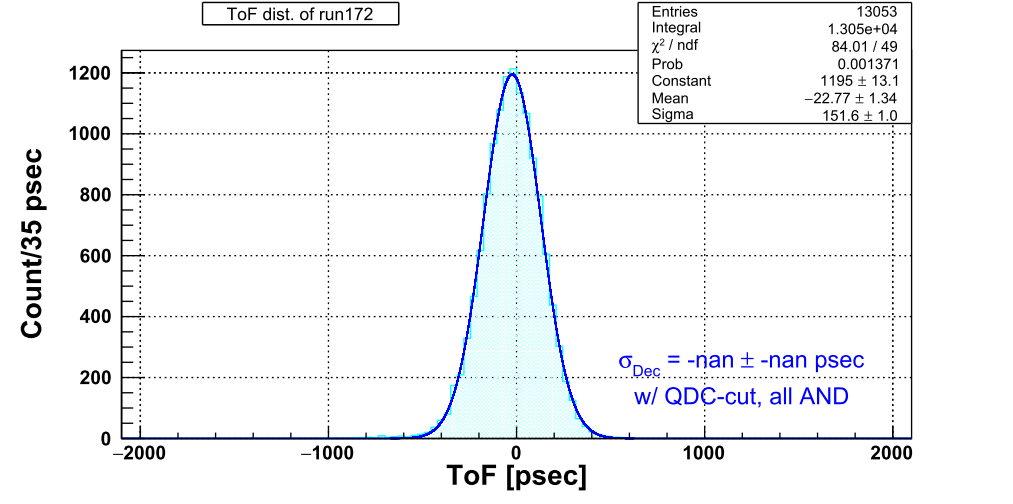 ToF dist. of run172
Entries 13053
Integral 1.305e+04
χ² / ndf 84.01 / 49
Prob 0.001371
Constant 1195 ± 13.1
Mean −22.77 ± 1.34
Sigma 151.6 ± 1.0
Count/35 psec
1200
1000
800
600
400
200
0
σDec = -nan ± -nan psec
w/ QDC-cut, all AND
−2000 −1000 0 1000 2000
ToF [psec]